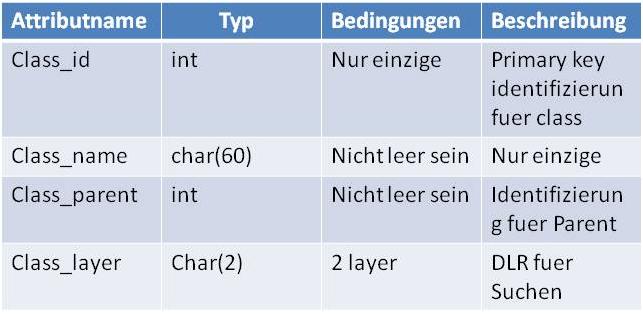 Attributname Typ Bedingungen Beschreibung
Class_id int Nur einzige Primary key
identifizierun
fuer class
Class_name char(60) Nicht leer sein Nur einzige
Class_parent int Nicht leer sein Identifizierun
g fuer Parent
Class_layer Char(2) 2 layer DLR fuer
Suchen